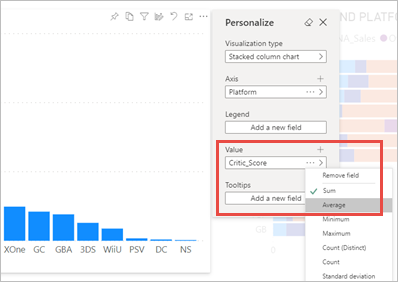 Personalize
ND PLATFO
NA_Sales
Visualization type
Stacked column chart
Axis
Platform
Legend
Add a new field
Value
Critic_Score
Tooltips
Add a new field
Remove field
Sum
Average
Minimum
Maximum
Count (Distinct)
Count
Standard deviation
XOne GC GBA 3DS WiiU PSV DC NS
0